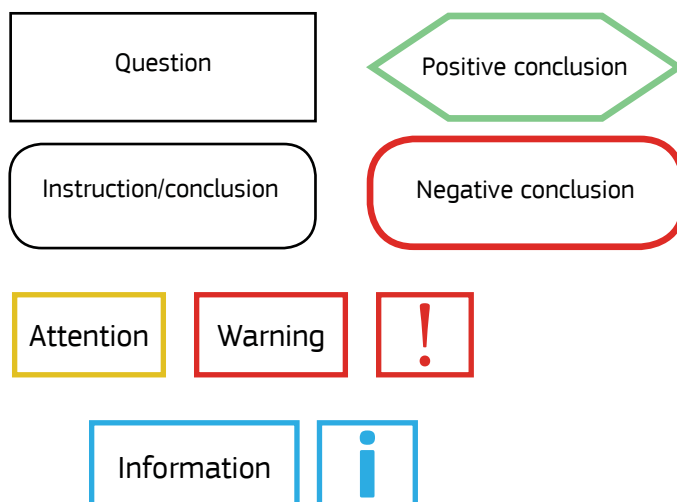 Question
Positive conclusion
Instruction/conclusion
Negative conclusion
Attention
Warning
!
Information
i